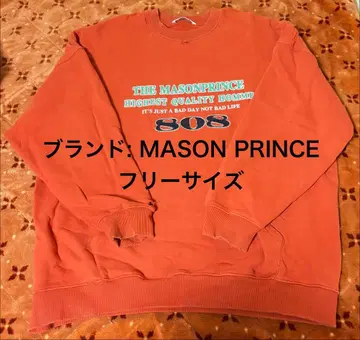 THE MASONPRINCE
HIGHEST QUALITY HUMMP
IT'S JUST A BAD DAY NOT BAD LIFE
808
ブランド: MASON PRINCE
フリーサイズ